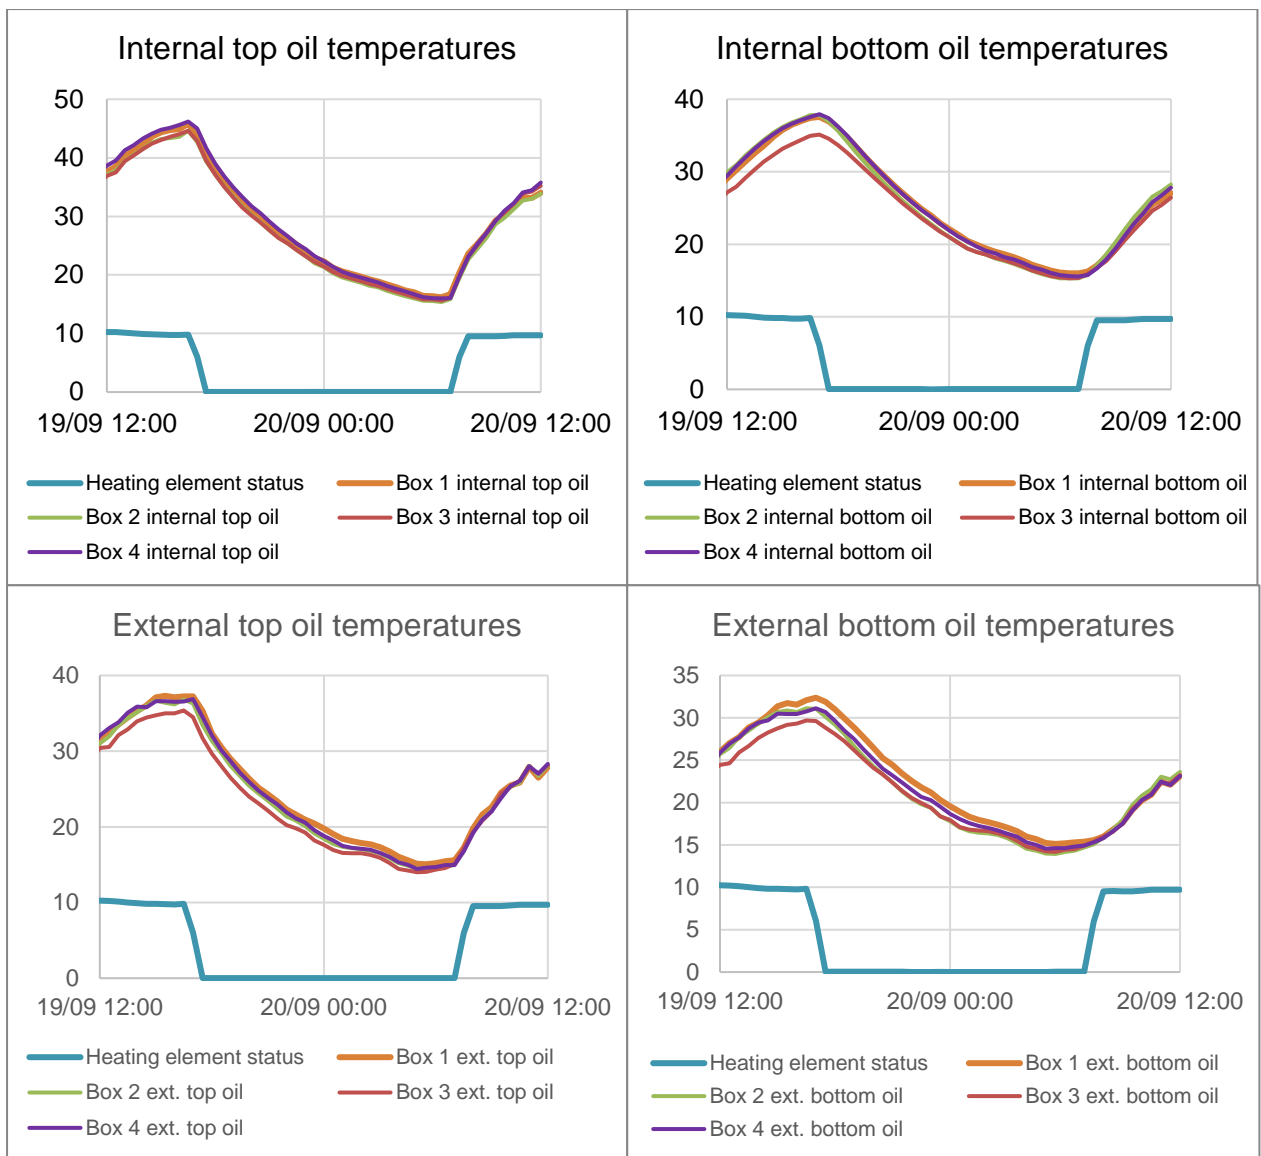 Internal top oil temperatures
50
40
30
20
10
0
19/09 12:00 20/09 00:00 20/09 12:00
Heating element status Box 1 internal top oil
Box 2 internal top oil Box 3 internal top oil
Box 4 internal top oil
Internal bottom oil temperatures
40
30
20
10
0
19/09 12:00 20/09 00:00 20/09 12:00
Heating element status Box 1 internal bottom oil
Box 2 internal bottom oil Box 3 internal bottom oil
Box 4 internal bottom oil
External top oil temperatures
40
30
20
10
0
19/09 12:00 20/09 00:00 20/09 12:00
Heating element status Box 1 ext. top oil
Box 2 ext. top oil Box 3 ext. top oil
Box 4 ext. top oil
External bottom oil temperatures
35
30
25
20
15
10
5
0
19/09 12:00 20/09 00:00 20/09 12:00
Heating element status Box 1 ext. bottom oil
Box 2 ext. bottom oil Box 3 ext. bottom oil
Box 4 ext. bottom oil